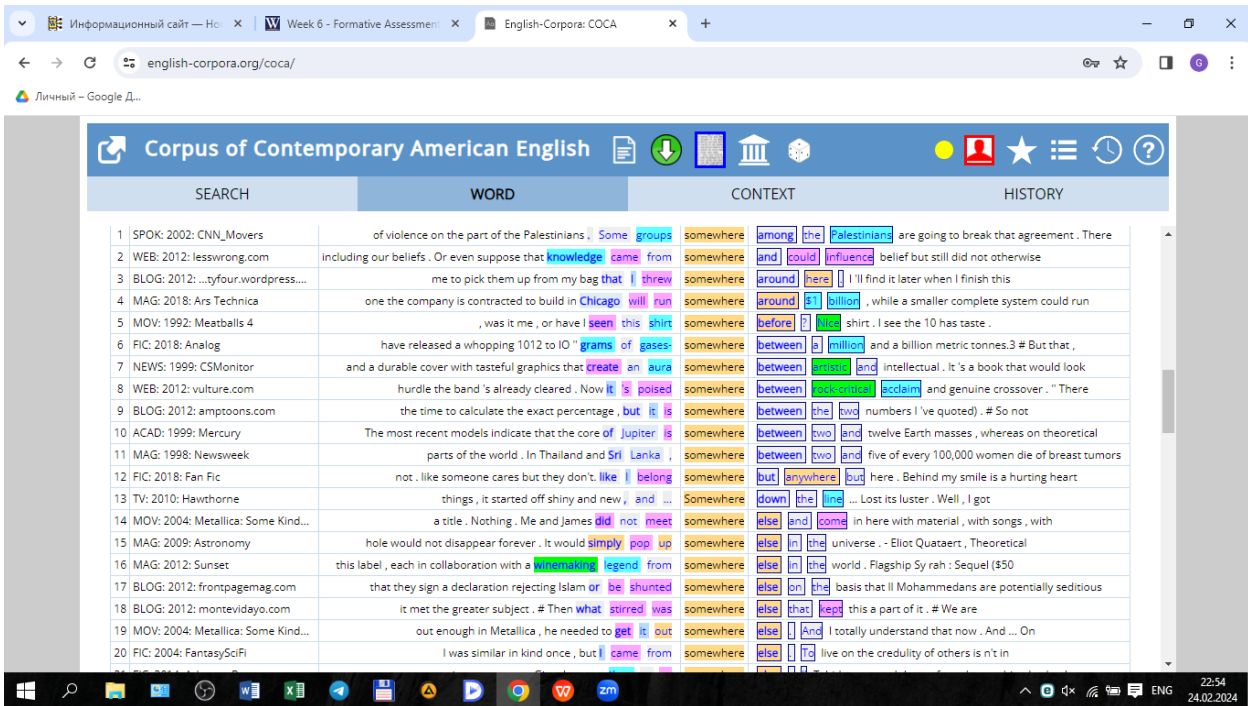 Информационный сайт — Но
Week 6 - Formative Assessment
English-Corpora: COCA
english-corpora.org/coca/
G
Личный – Google Д...
Corpus of Contemporary American English
SEARCH WORD CONTEXT HISTORY
1 SPOK: 2002: CNN_Movers of violence on the part of the Palestinians . Some groups somewhere among the Palestinians are going to break that agreement . There
2 WEB: 2012: lesswrong.com including our beliefs . Or even suppose that knowledge came from somewhere and could influence belief but still did not otherwise
3 BLOG: 2012: ...tyfour.wordpress.... me to pick them up from my bag that I threw somewhere around here . I 'll find it later when I finish this
4 MAG: 2018: Ars Technica one the company is contracted to build in Chicago will run somewhere around $1 billion , while a smaller complete system could run
5 MOV: 1992: Meatballs 4 , was it me , or have I seen this shirt somewhere before ? Nice shirt . I see the 10 has taste .
6 FIC: 2018: Analog have released a whopping 1012 to IO " grams of gases- somewhere between a million and a billion metric tonnes.3 # But that ,
7 NEWS: 1999: CSMonitor and a durable cover with tasteful graphics that create an aura somewhere between artistic and intellectual . It 's a book that would look
8 WEB: 2012: vulture.com hurdle the band 's already cleared . Now it 's poised somewhere between rock-critical acclaim and genuine crossover . " There
9 BLOG: 2012: amptoons.com the time to calculate the exact percentage , but it is somewhere between the two numbers I 've quoted) . # So not
10 ACAD: 1999: Mercury The most recent models indicate that the core of Jupiter is somewhere between two and twelve Earth masses , whereas on theoretical
11 MAG: 1998: Newsweek parts of the world . In Thailand and Sri Lanka , somewhere between two and five of every 100,000 women die of breast tumors
12 FIC: 2018: Fan Fic not . like someone cares but they don't. like I belong somewhere but anywhere but here . Behind my smile is a hurting heart
13 TV: 2010: Hawthorne things , it started off shiny and new , and ... Somewhere down the line ... Lost its luster . Well , I got
14 MOV: 2004: Metallica: Some Kind... a title . Nothing . Me and James did not meet somewhere else and come in here with material , with songs , with
15 MAG: 2009: Astronomy hole would not disappear forever . It would simply pop up somewhere else in the universe . - Eliot Quataert , Theoretical
16 MAG: 2012: Sunset this label , each in collaboration with a winemaking legend from somewhere else in the world . Flagship Sy rah : Sequel ($50
17 BLOG: 2012: frontpagemag.com that they sign a declaration rejecting Islam or be shunted somewhere else on the basis that ll Mohammedans are potentially seditious
18 BLOG: 2012: montevidayo.com it met the greater subject . # Then what stirred was somewhere else that kept this a part of it . # We are
19 MOV: 2004: Metallica: Some Kind... out enough in Metallica , he needed to get it out somewhere else . And I totally understand that now . And ... On
20 FIC: 2004: FantasySciFi I was similar in kind once , but I came from somewhere else . To live on the credulity of others is n't in
zm
ENG
22:54
24.02.2024